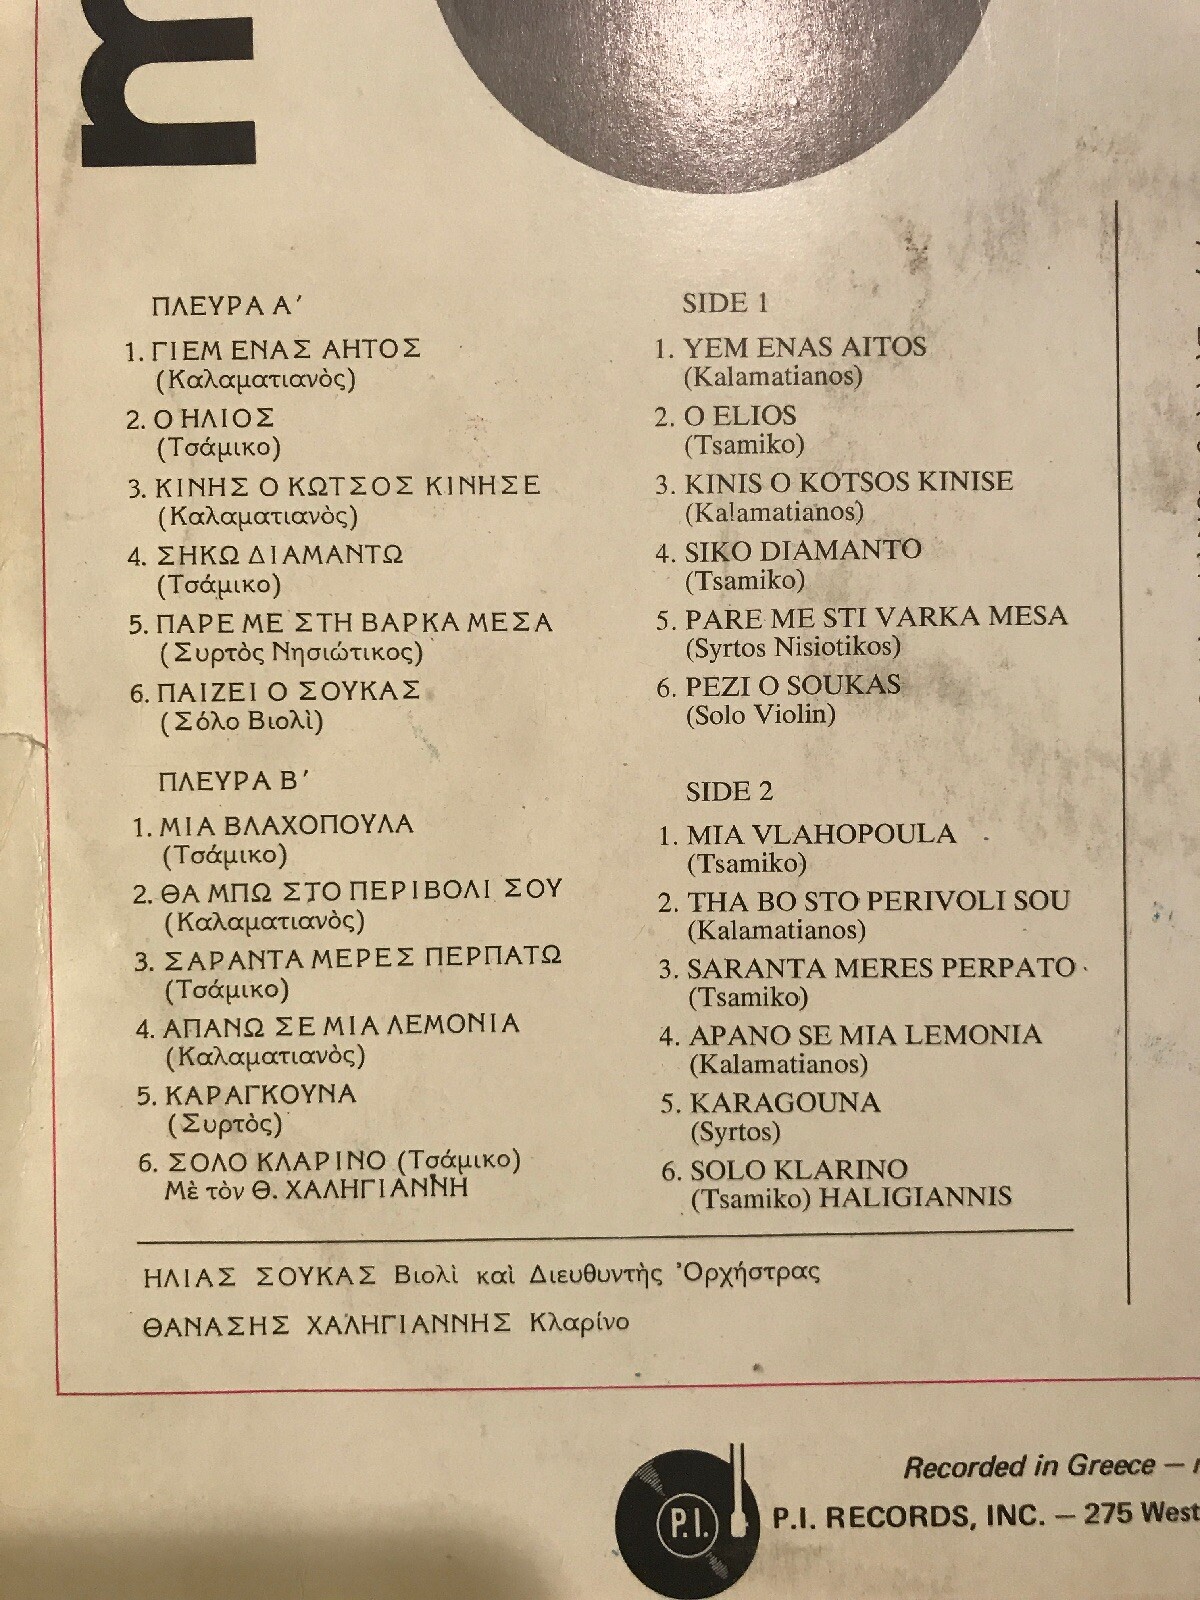 m
ΠΛΕΥΡΑ Α'
1. ΓΙΕΜ ΕΝΑΣ ΑΗΤΟΣ
(Καλαματιανὸς)
2. Ο ΗΛΙΟΣ
(Τσάμικο)
3. ΚΙΝΗΣ Ο ΚΩΤΣΟΣ ΚΙΝΗΣΕ
(Καλαματιανὸς)
4. ΣΗΚΩ ΔΙΑΜΑΝΤΩ
(Τσάμικο)
5. ΠΑΡΕ ΜΕ ΣΤΗ ΒΑΡΚΑ ΜΕΣΑ
(Συρτὸς Νησιώτικος)
6. ΠΑΙΖΕΙ Ο ΣΟΥΚΑΣ
(Σόλο Βιολὶ)
ΠΛΕΥΡΑ Β'
1. ΜΙΑ ΒΛΑΧΟΠΟΥΛΑ
(Τσάμικο)
2. ΘΑ ΜΠΩ ΣΤΟ ΠΕΡΙΒΟΛΙ ΣΟΥ
(Καλαματιανὸς)
3. ΣΑΡΑΝΤΑ ΜΕΡΕΣ ΠΕΡΠΑΤΩ
(Τσάμικο)
4. ΑΠΑΝΩ ΣΕ ΜΙΑ ΛΕΜΟΝΙΑ
(Καλαματιανὸς)
5. ΚΑΡΑΓΚΟΥΝΑ
(Συρτὸς)
6. ΣΟΛΟ ΚΛΑΡΙΝΟ (Τσάμικο)
Μὲ τὸν Θ. ΧΑΛΗΓΙΑΝΝΗ
SIDE 1
1. YEM ENAS AITOS
(Kalamatianos)
2. O ELIOS
(Tsamiko)
3. KINIS O KOTSOS KINISE
(Kalamatianos)
4. SIKO DIAMANTO
(Tsamiko)
5. PARE ME STI VARKA MESA
(Syrtos Nisiotikos)
6. PEZI O SOUKAS
(Solo Violin)
SIDE 2
1. MIA VLAHOPOULA
(Tsamiko)
2. THA BO STO PERIVOLI SOU
(Kalamatianos)
3. SARANTA MERES PERPATO
(Tsamiko)
4. APANO SE MIA LEMONIA
(Kalamatianos)
5. KARAGOUNA
(Syrtos)
6. SOLO KLARINO
(Tsamiko) HALIGIANNIS
ΗΛΙΑΣ ΣΟΥΚΑΣ Βιολὶ καὶ Διευθυντὴς Ὀρχήστρας
ΘΑΝΑΣΗΣ ΧΑΛΗΓΙΑΝΝΗΣ Κλαρίνο
Recorded in Greece –
P.I.
P.I. RECORDS, INC. – 275 West